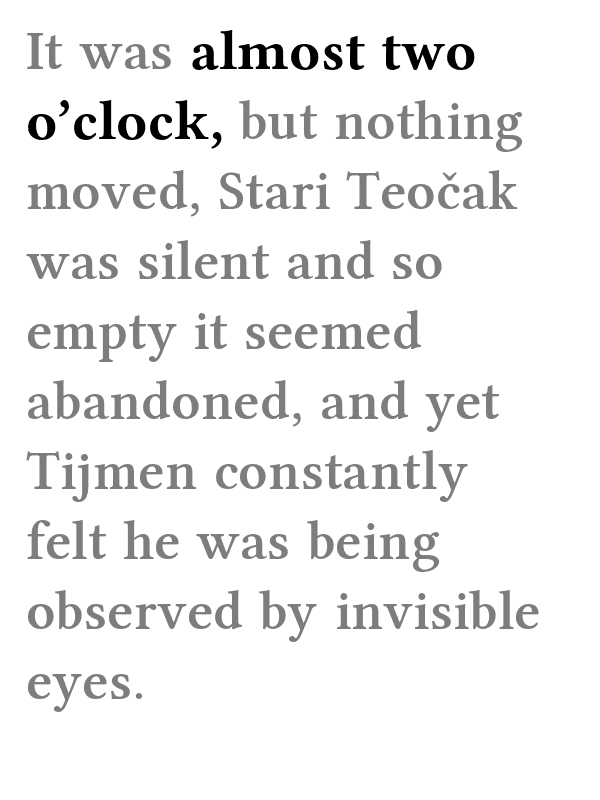 It was almost two
o’clock, but nothing
moved, Stari Teočak
was silent and so
empty it seemed
abandoned, and yet
Tijmen constantly
felt he was being
observed by invisible
eyes.